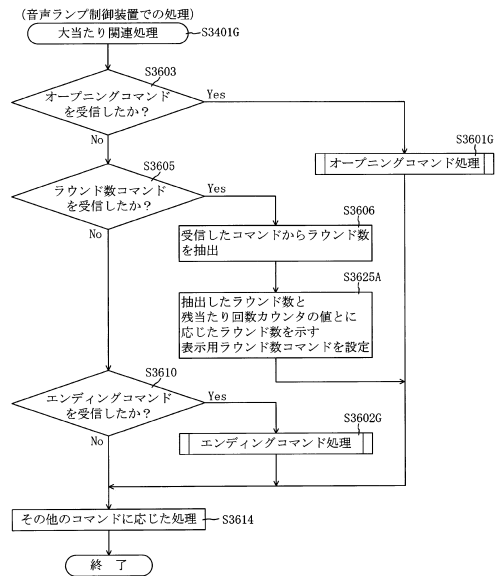 (音声ランプ制御装置での処理)
大当たり関連処理
S3401G
S3603
オープニングコマンド
を受信したか?
Yes
No
S3601G
オープニングコマンド処理
S3605
ラウンド数コマンド
を受信したか?
Yes
No
S3606
受信したコマンドからラウンド数
を抽出
S3625A
抽出したラウンド数と
残当たり回数カウンタの値とに
応じたラウンド数を示す
表示用ラウンド数コマンドを設定
S3610
エンディングコマンド
を受信したか?
Yes
No
S3602G
エンディングコマンド処理
その他のコマンドに応じた処理
S3614
終 了